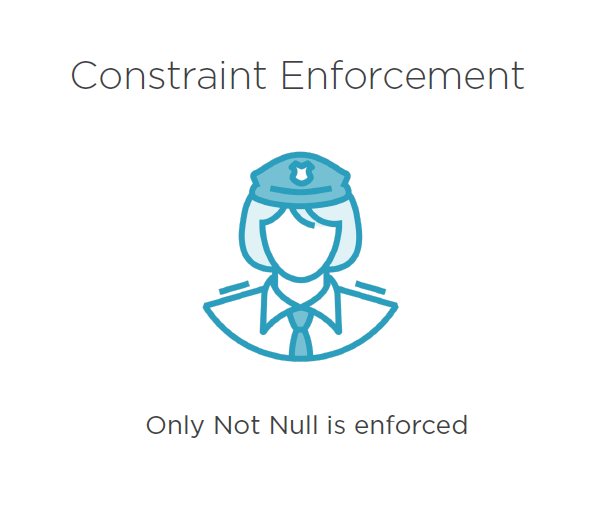 Constraint Enforcement
Only Not Null is enforced